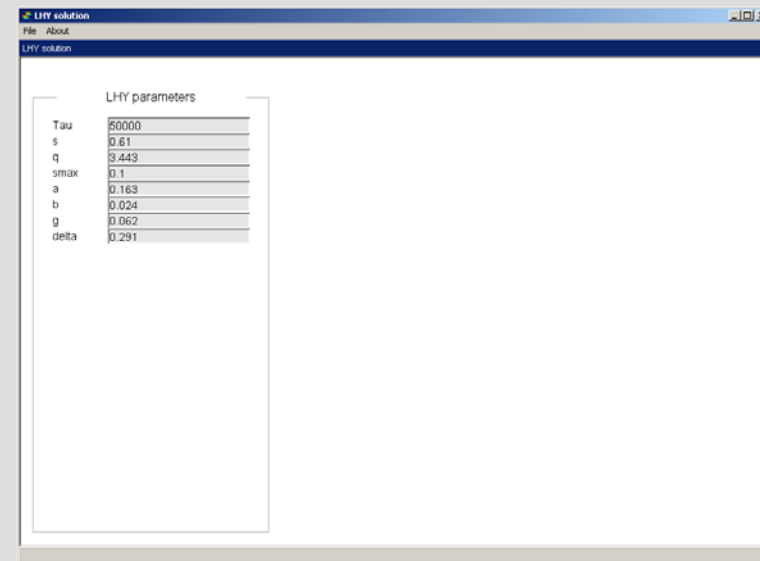 LHY solution
File About
LHY solution
LHY parameters
Tau 50000
s 0.61
q 3.443
smax 0.1
a 0.163
b 0.024
g 0.062
delta 0.291